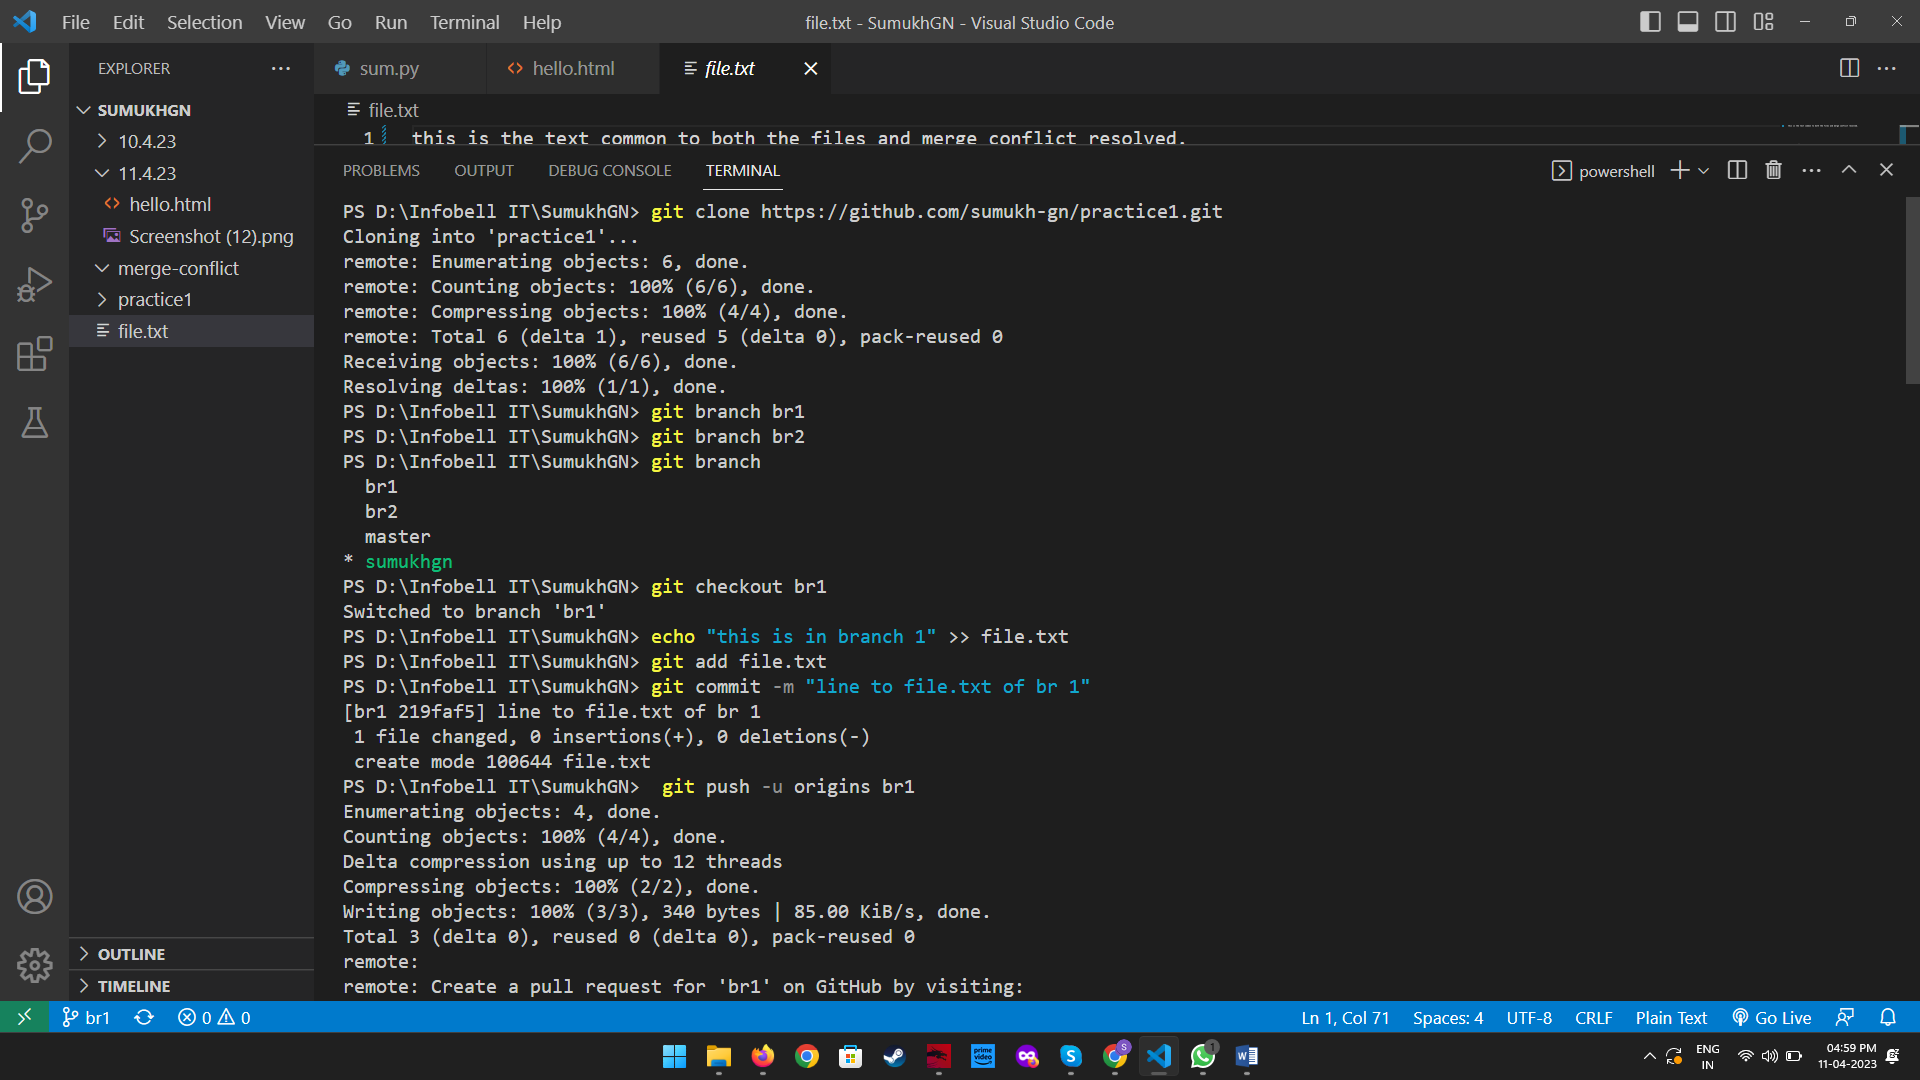 File Edit Selection View Go Run Terminal Help
file.txt - SumukhGN - Visual Studio Code
EXPLORER
SUMUKHGN
10.4.23
11.4.23
hello.html
Screenshot (12).png
merge-conflict
practice1
file.txt
OUTLINE
TIMELINE
sum.py
hello.html
file.txt
file.txt
1 this is the text common to both the files and merge conflict resolved.
PROBLEMS OUTPUT DEBUG CONSOLE TERMINAL
powershell
PS D:\Infobell IT\SumukhGN> git clone https://github.com/sumukh-gn/practice1.git
Cloning into 'practice1'...
remote: Enumerating objects: 6, done.
remote: Counting objects: 100% (6/6), done.
remote: Compressing objects: 100% (4/4), done.
remote: Total 6 (delta 1), reused 5 (delta 0), pack-reused 0
Receiving objects: 100% (6/6), done.
Resolving deltas: 100% (1/1), done.
PS D:\Infobell IT\SumukhGN> git branch br1
PS D:\Infobell IT\SumukhGN> git branch br2
PS D:\Infobell IT\SumukhGN> git branch
br1
br2
master
* sumukhgn
PS D:\Infobell IT\SumukhGN> git checkout br1
Switched to branch 'br1'
PS D:\Infobell IT\SumukhGN> echo "this is in branch 1" >> file.txt
PS D:\Infobell IT\SumukhGN> git add file.txt
PS D:\Infobell IT\SumukhGN> git commit -m "line to file.txt of br 1"
[br1 219faf5] line to file.txt of br 1
1 file changed, 0 insertions(+), 0 deletions(-)
create mode 100644 file.txt
PS D:\Infobell IT\SumukhGN>  git push -u origins br1
Enumerating objects: 4, done.
Counting objects: 100% (4/4), done.
Delta compression using up to 12 threads
Compressing objects: 100% (2/2), done.
Writing objects: 100% (3/3), 340 bytes | 85.00 KiB/s, done.
Total 3 (delta 0), reused 0 (delta 0), pack-reused 0
remote:
remote: Create a pull request for 'br1' on GitHub by visiting:
br1 0 0
Ln 1, Col 71 Spaces: 4 UTF-8 CRLF Plain Text Go Live
prime video
S
1
ENG
IN
04:59 PM
11-04-2023